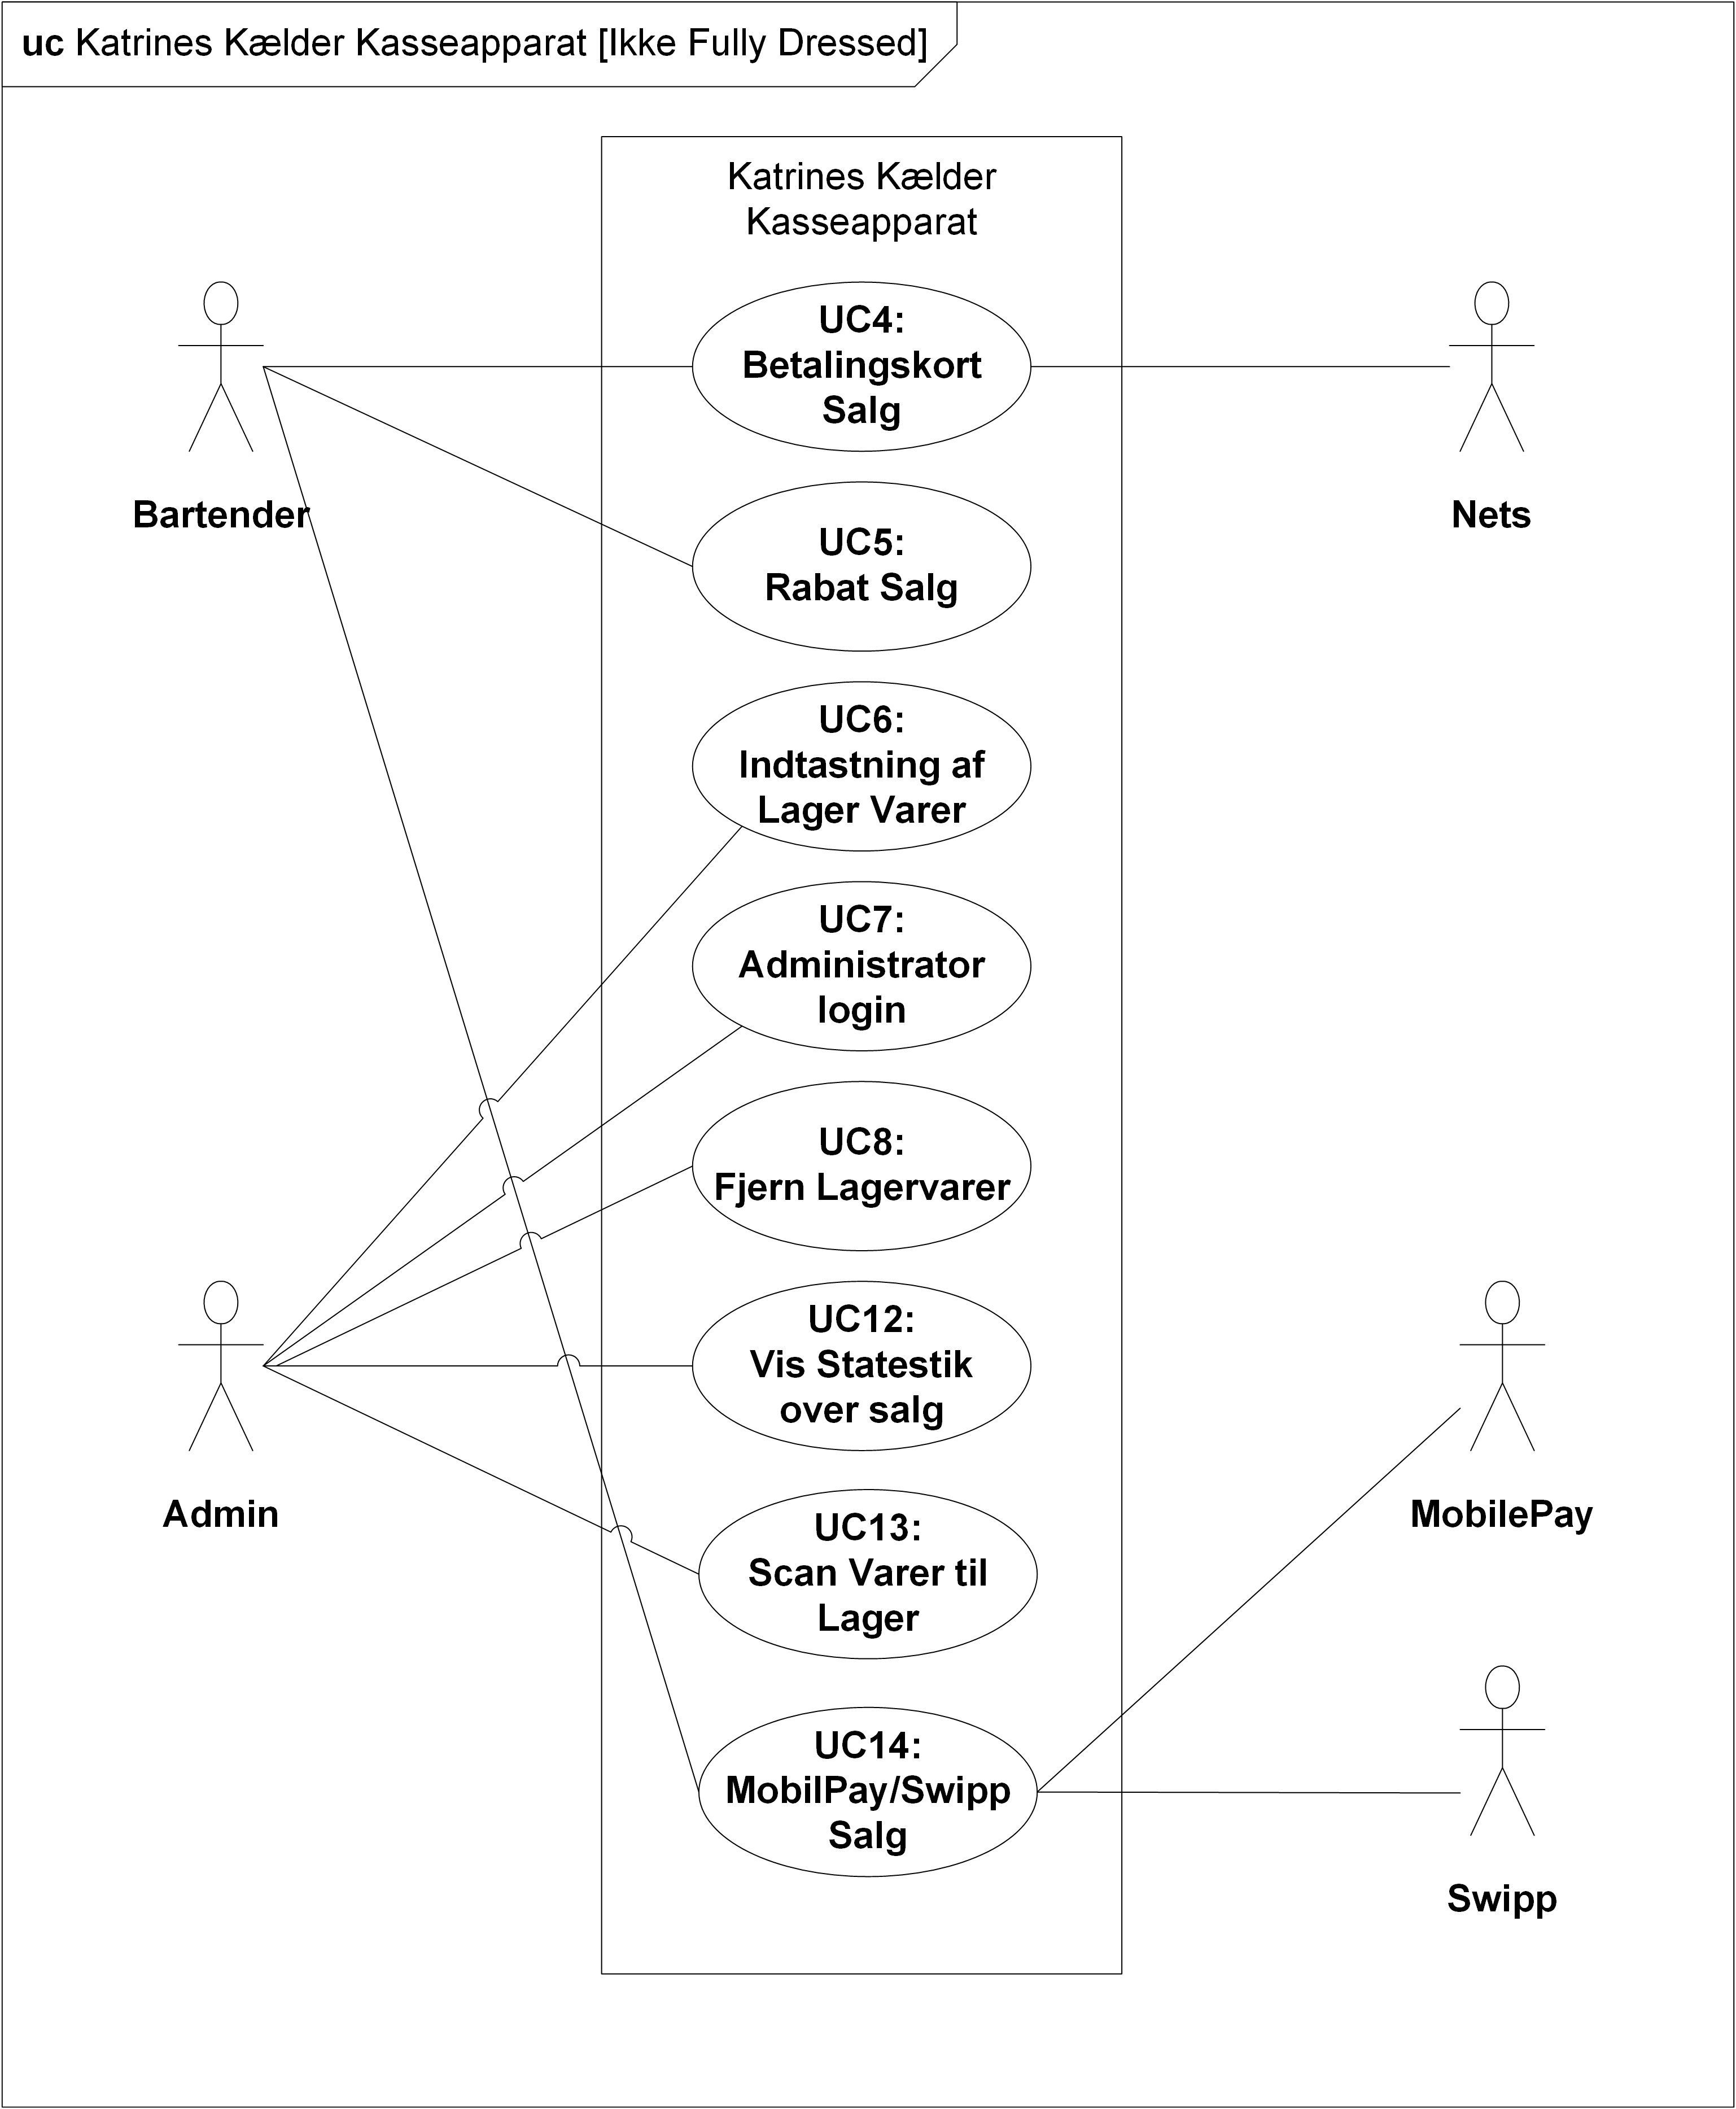 uc Katrines Kælder Kasseapparat [Ikke Fully Dressed]
Katrines Kælder
Kasseapparat
UC4:
Betalingskort
Salg
Bartender
Nets
UC5:
Rabat Salg
UC6:
Indtastning af
Lager Varer
UC7:
Administrator
login
UC8:
Fjern Lagervarer
UC12:
Vis Statestik
over salg
Admin
MobilePay
UC13:
Scan Varer til
Lager
UC14:
MobilPay/Swipp
Salg
Swipp